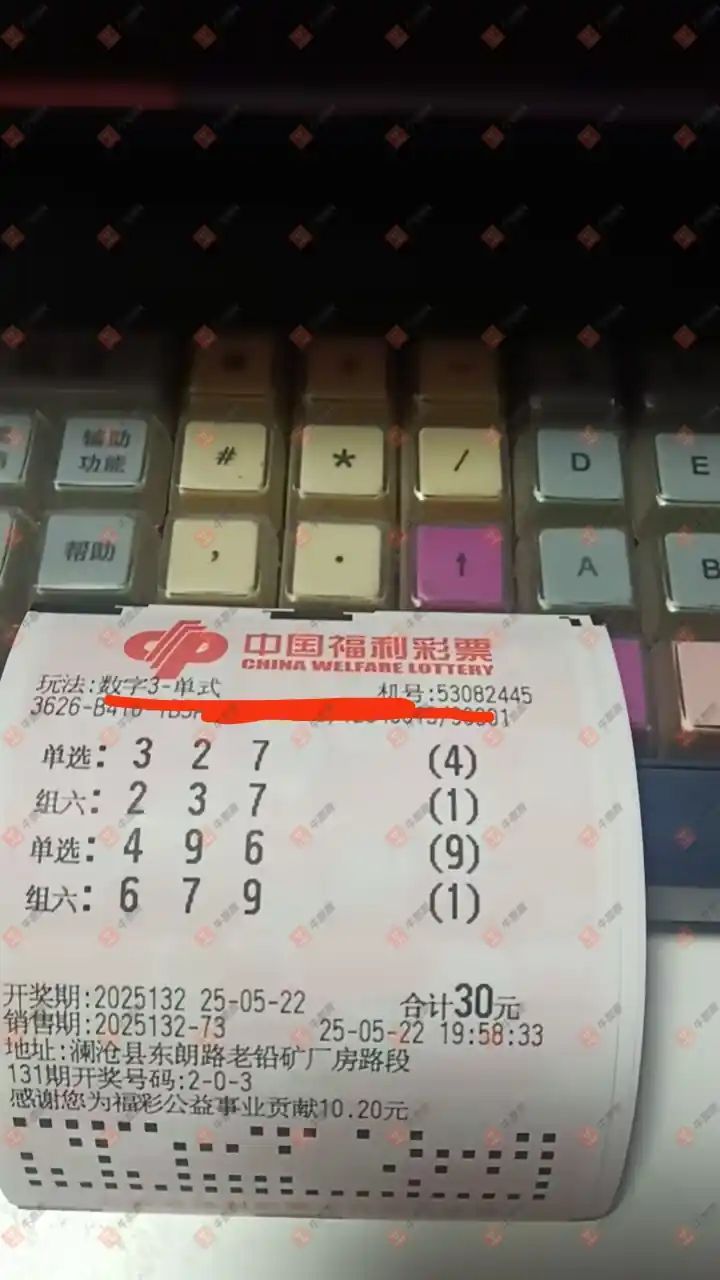 辅助
功能
#
*
/
D
E
帮助
,
.
↑
A
B
中国福利彩票
CHINA WELFARE LOTTERY
玩法:数字3-单式 机号:53082445
3626-B416
单选: 3 2 7 (4)
组六: 2 3 7 (1)
单选: 4 9 6 (9)
组六: 6 7 9 (1)
开奖期:2025132 25-05-22 合计30元
销售期:2025132-73 25-05-22 19:58:33
地址:澜沧县东朗路老铅矿厂房路段
131期开奖号码:2-0-3
感谢您为福彩公益事业贡献10.20元